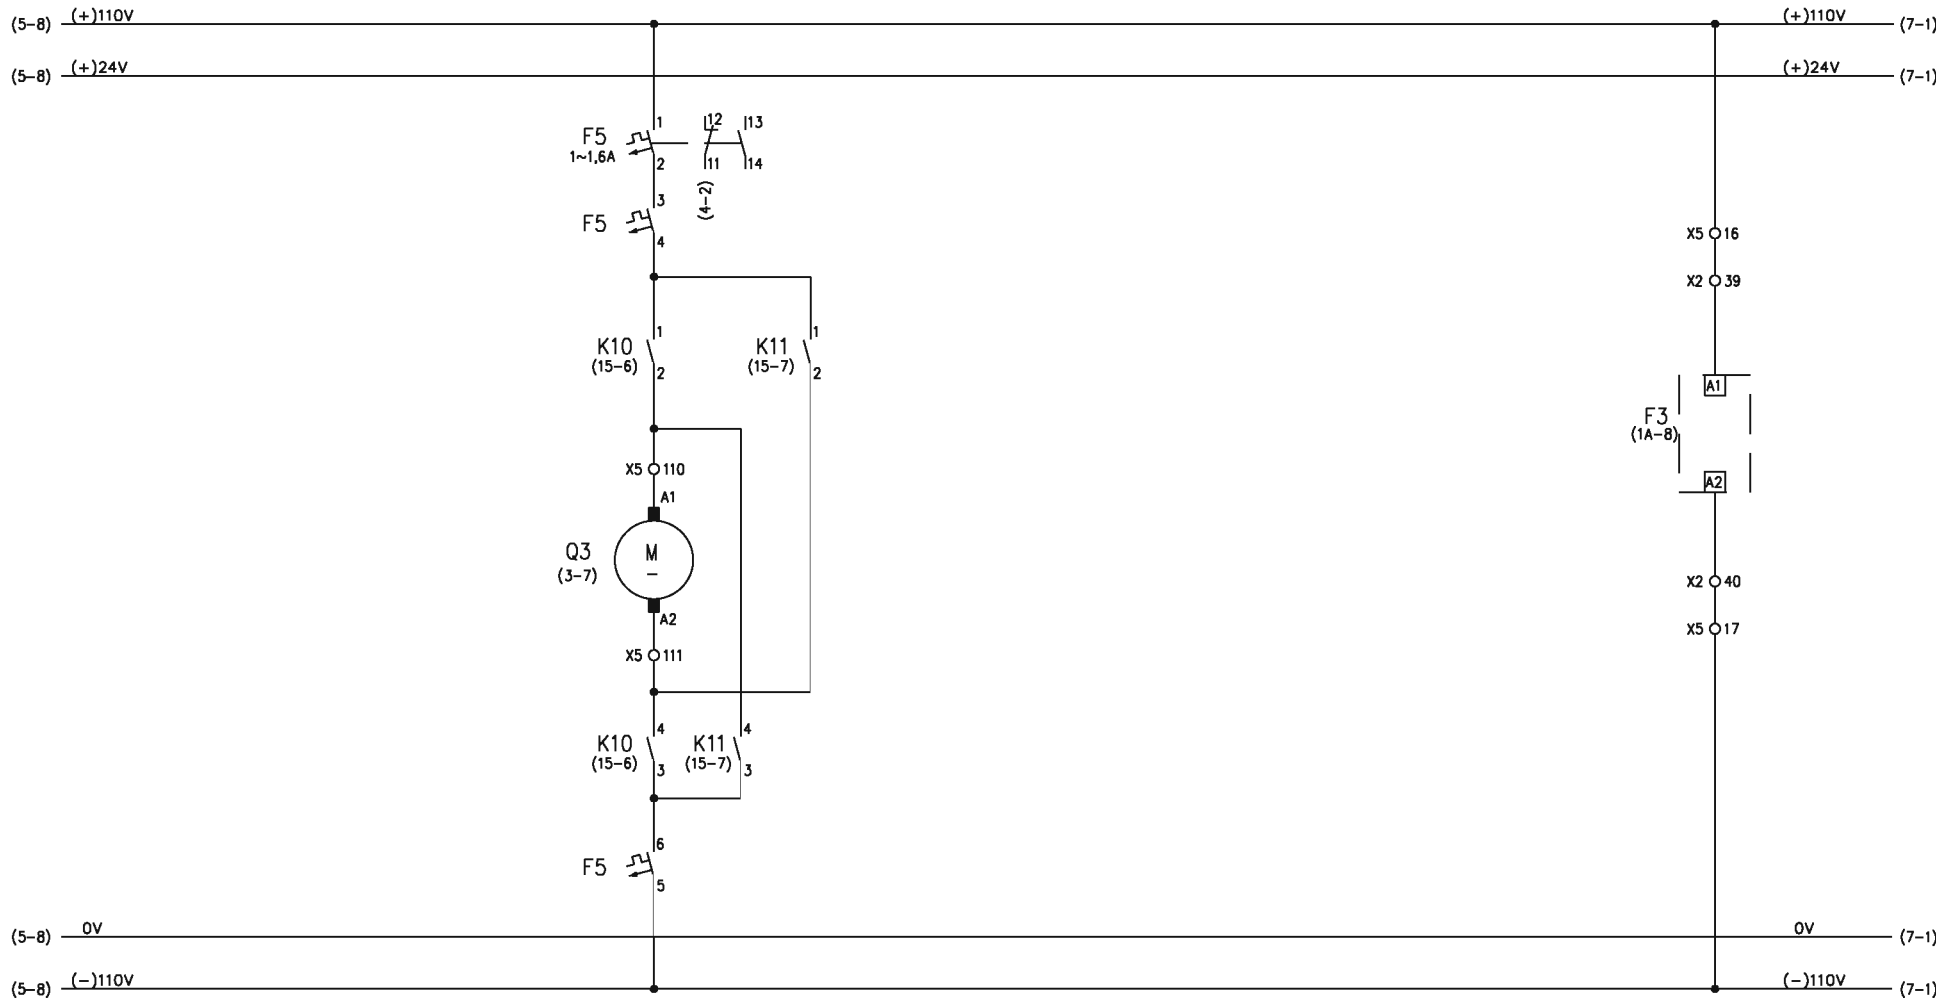 (5-8) (+)110V (+)110V (7-1)
(5-8) (+)24V (+)24V (7-1)
1 12 13
F5
1~1,6A
2 11 14
(4-2)
3
F5
4
X5 16
X2 39
1 1
K10 K11
(15-6) (15-7)
2 2
A1
F3
(1A-8)
A2
X5 110
A1
Q3 M
(3-7) –
A2
X2 40
X5 17
X5 111
4 4
K10 K11
(15-6) (15-7)
3 3
6
F5
5
(5-8) 0V 0V (7-1)
(5-8) (-)110V (-)110V (7-1)